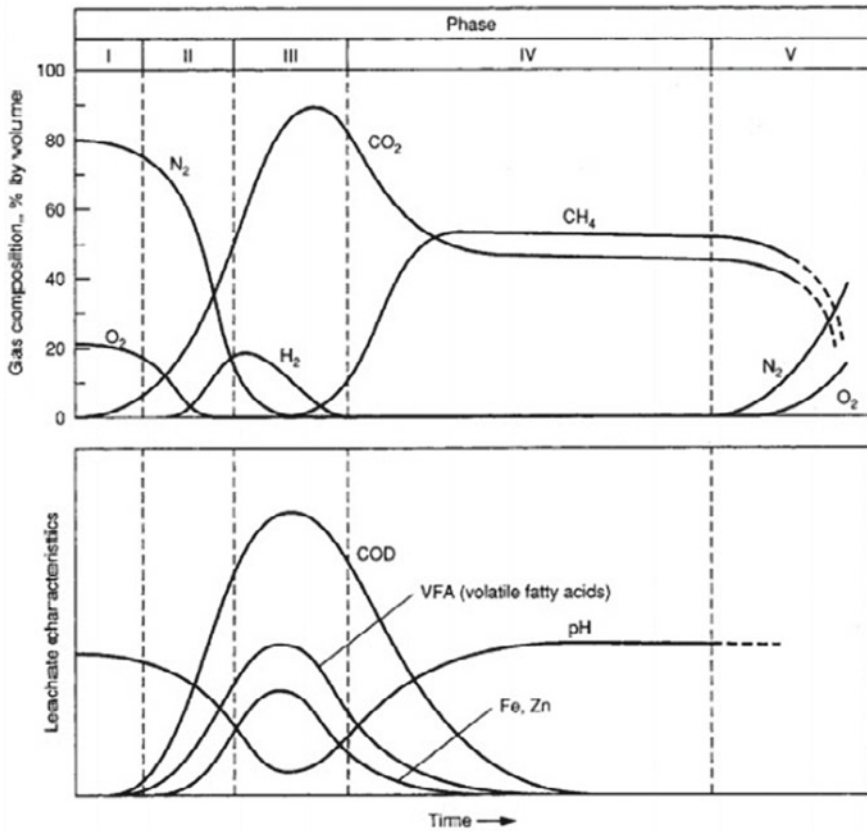 Phase
I II III IV V
Gas composition, % by volume
100
80
60
40
20
0
N₂
O₂
H₂
CO₂
CH₄
N₂
O₂
Leachate characteristics
COD
VFA (volatile fatty acids)
pH
Fe, Zn
Time